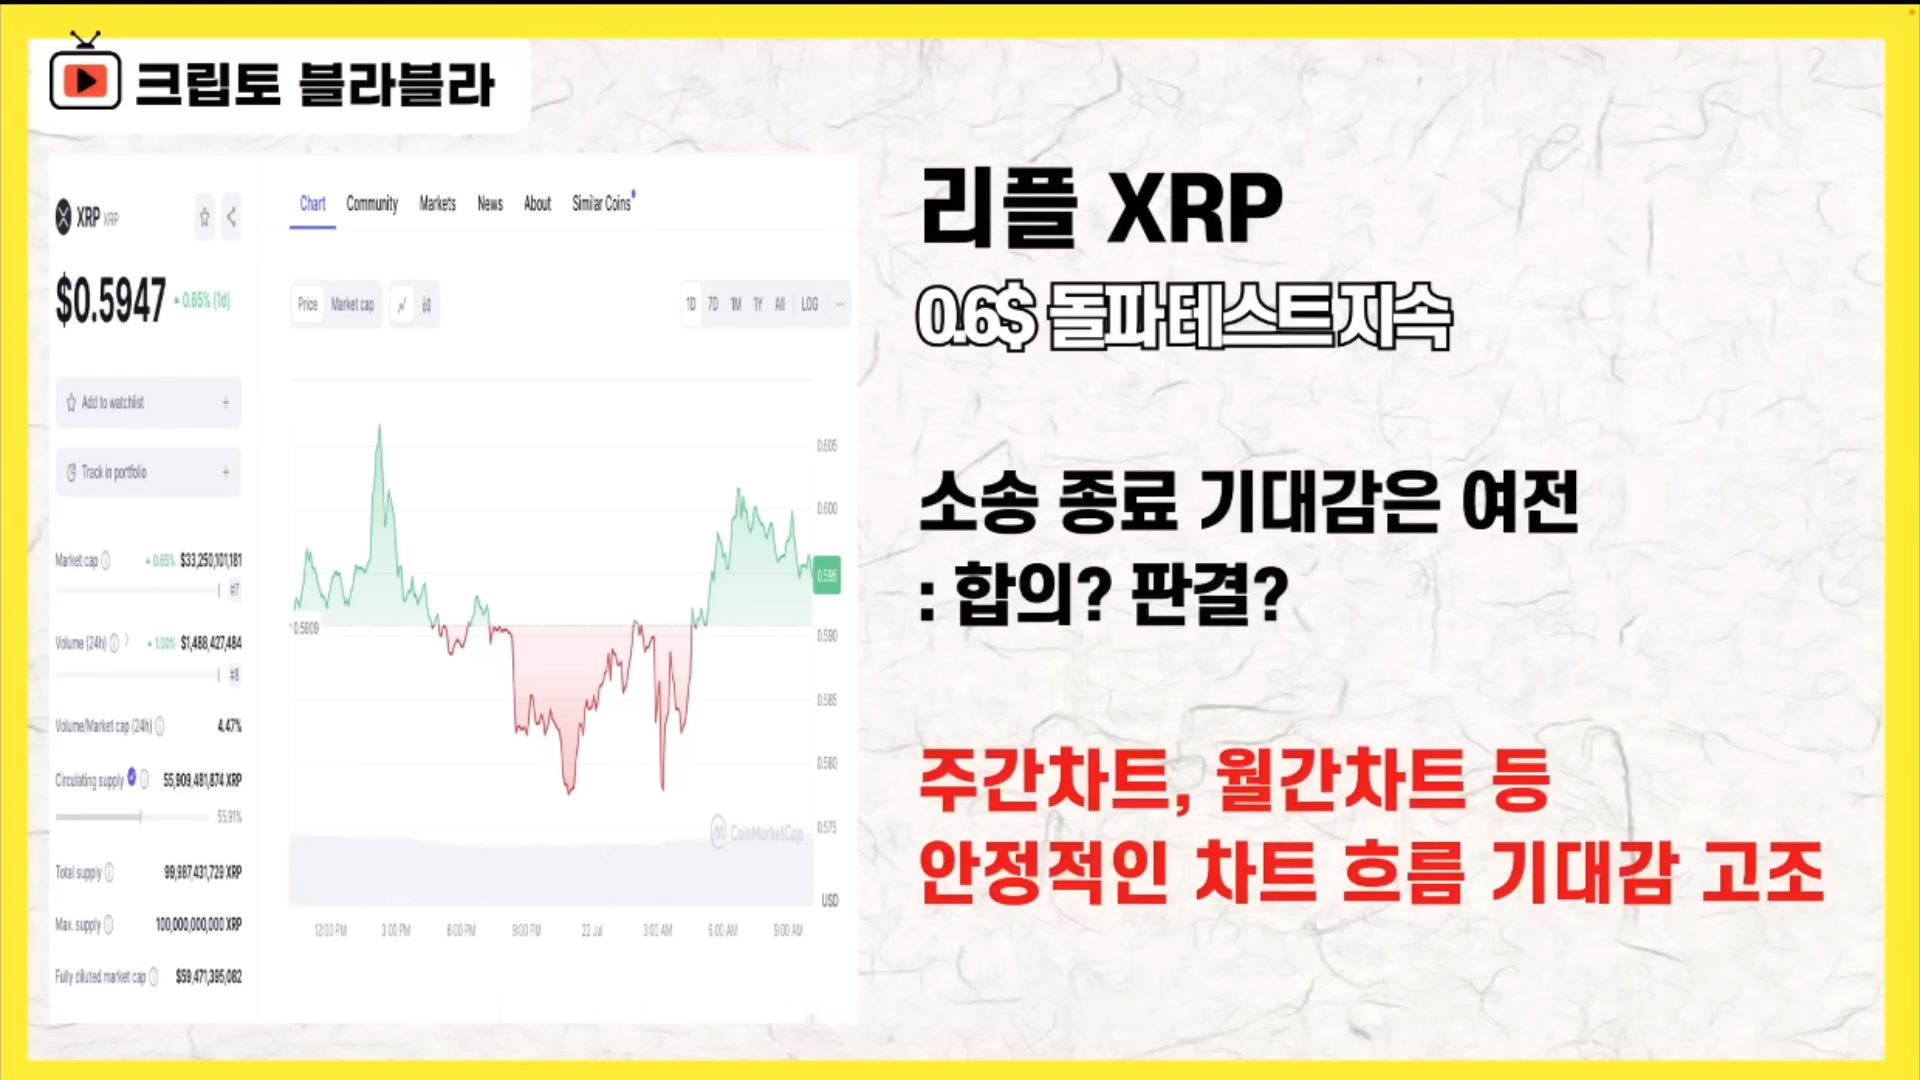 크립토 블라블라
XRP XRP
$0.5947 0.65% (1d)
Add to watchlist +
Track in portfolio +
Market cap 0.65% $33,250,101,181
#7
Volume (24h) 1.00% $1,488,427,484
#8
Volume/Market cap (24h) 4.47%
Circulating supply 55,909,481,874 XRP
55.91%
Total supply 99,987,431,729 XRP
Max. supply 100,000,000,000 XRP
Fully diluted market cap $59,471,395,082
Chart Community Markets News About Similar Coins
Price Market cap
1D 7D 1M 1Y All LOG ...
0.605
0.600
0.595
0.5909
0.590
0.585
0.580
0.575
CoinMarketCap
USD
12:00 PM 3:00 PM 6:00 PM 9:00 PM 22 Jul 3:00 AM 6:00 AM 9:00 AM
리플 XRP
0.6$ 돌파 테스트 지속
소송 종료 기대감은 여전
: 합의? 판결?
주간차트, 월간차트 등
안정적인 차트 흐름 기대감 고조